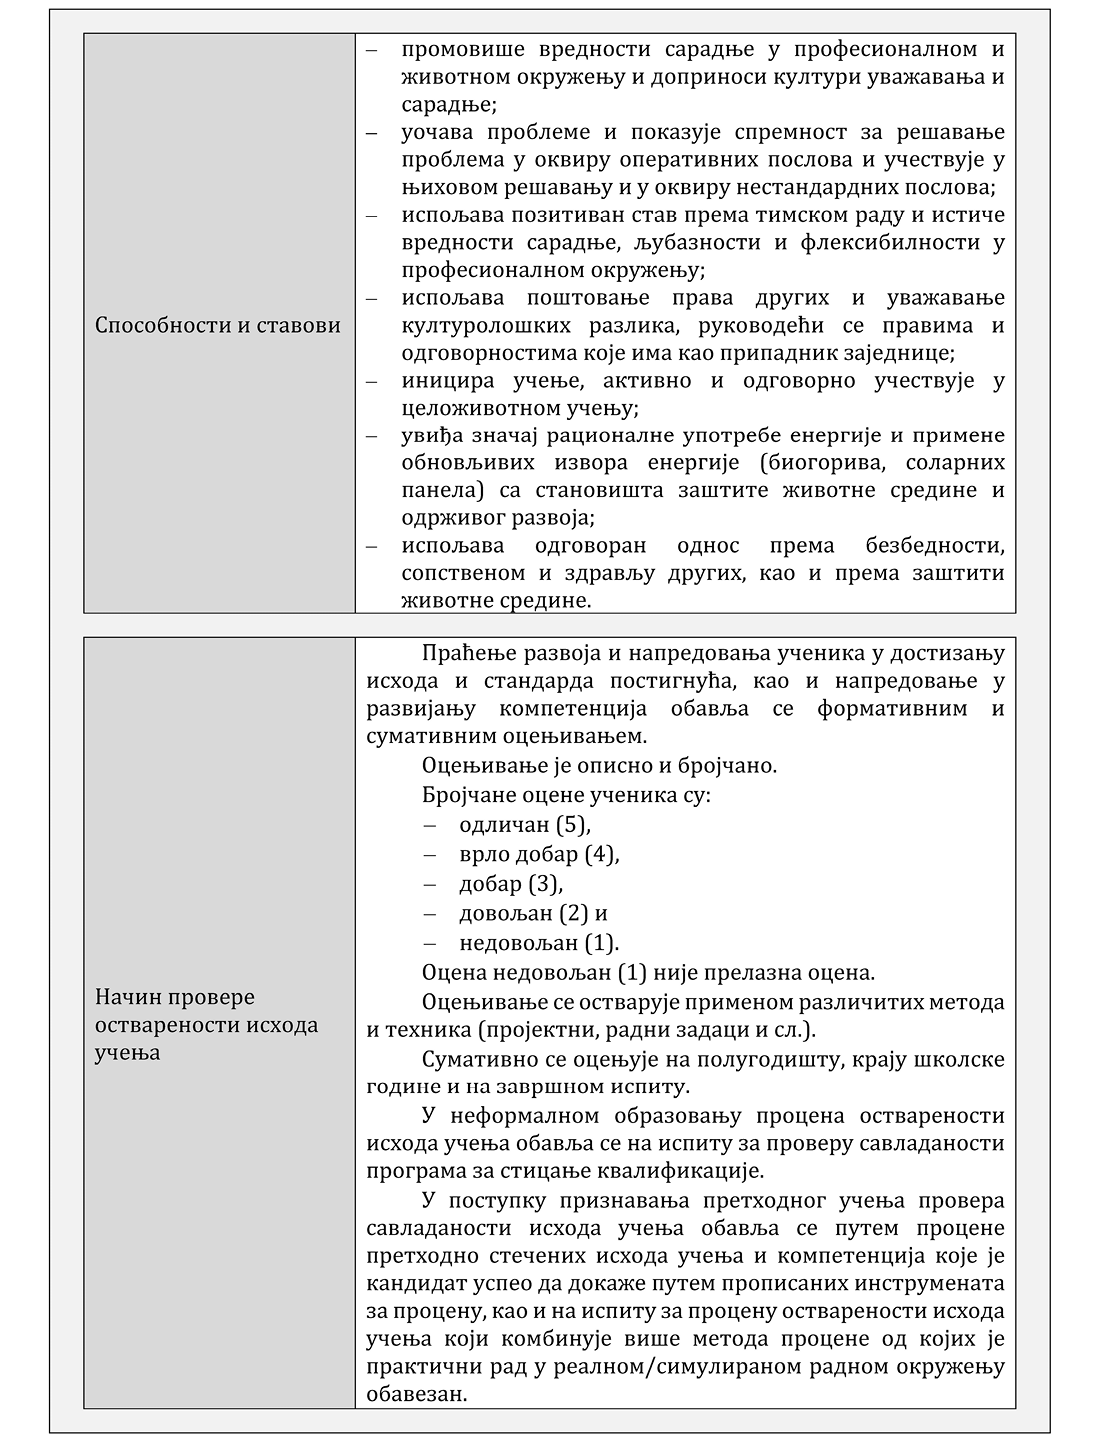 Способности и ставови
– промовише вредности сарадње у професионалном и
животном окружењу и доприноси култури уважавања и
сарадње;
– уочава проблеме и показује спремност за решавање
проблема у оквиру оперативних послова и учествује у
њиховом решавању и у оквиру нестандардних послова;
– испољава позитиван став према тимском раду и истиче
вредности сарадње, љубазности и флексибилности у
професионалном окружењу;
– испољава поштовање права других и уважавање
културолошких разлика, руководећи се правима и
одговорностима које има као припадник заједнице;
– иницира учење, активно и одговорно учествује у
целоживотном учењу;
– увиђа значај рационалне употребе енергије и примене
обновљивих извора енергије (биогорива, соларних
панела) са становишта заштите животне средине и
одрживог развоја;
– испољава одговоран однос према безбедности,
сопственом и здрављу других, као и према заштити
животне средине.
Начин провере
остварености исхода
учења
Праћење развоја и напредовања ученика у достизању
исхода и стандарда постигнућа, као и напредовање у
развијању компетенција обавља се формативним и
сумативним оцењивањем.
Оцењивање је описно и бројчано.
Бројчане оцене ученика су:
– одличан (5),
– врло добар (4),
– добар (3),
– довољан (2) и
– недовољан (1).
Оцена недовољан (1) није прелазна оцена.
Оцењивање се остварује применом различитих метода
и техника (пројектни, радни задаци и сл.).
Сумативно се оцењује на полугодишту, крају школске
године и на завршном испиту.
У неформалном образовању процена остварености
исхода учења обавља се на испиту за проверу савладаности
програма за стицање квалификације.
У поступку признавања претходног учења провера
савладаности исхода учења обавља се путем процене
претходно стечених исхода учења и компетенција које је
кандидат успео да докаже путем прописаних инструмената
за процену, као и на испиту за процену остварености исхода
учења који комбинује више метода процене од којих је
практични рад у реалном/симулираном радном окружењу
обавезан.